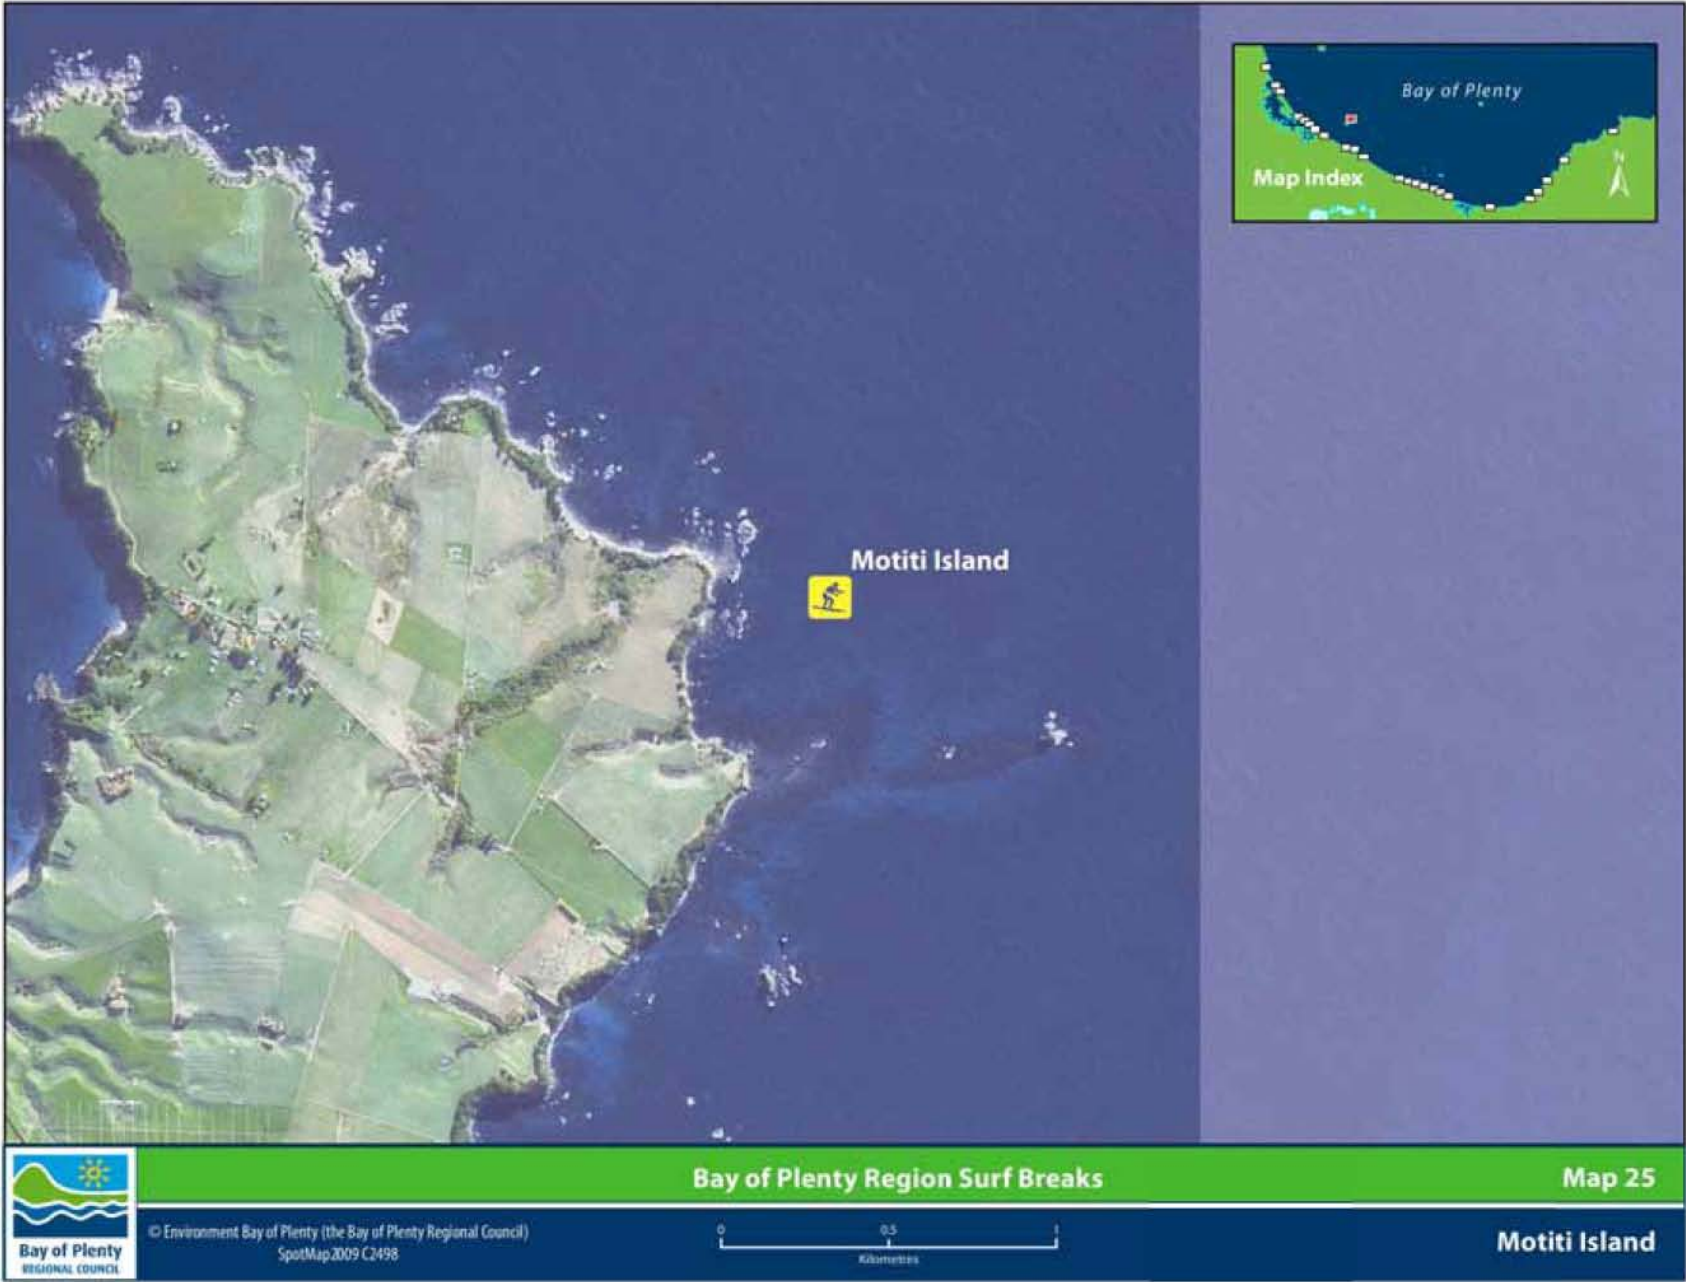 Bay of Plenty
Map Index
N
Motiti Island
Bay of Plenty Region Surf Breaks
Map 25
Bay of Plenty
REGIONAL COUNCIL
© Environment Bay of Plenty (the Bay of Plenty Regional Council)
SpotMap2009 C2498
0 0.5 1
Kilometres
Motiti Island